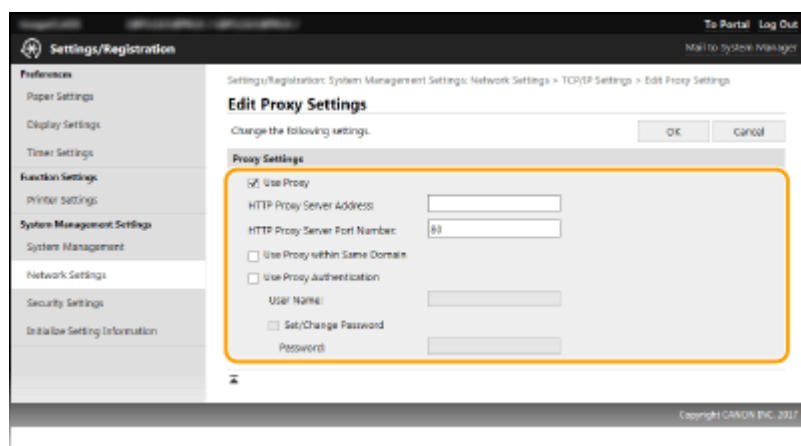 To Portal Log Out
Settings/Registration
Mail to System Manager
Preferences
Paper Settings
Display Settings
Timer Settings
Function Settings
Printer Settings
System Management Settings
System Management
Network Settings
Security Settings
Initialize Setting Information
Settings/Registration: System Management Settings: Network Settings > TCP/IP Settings > Edit Proxy Settings
Edit Proxy Settings
Change the following settings.
OK
Cancel
Proxy Settings
Use Proxy
HTTP Proxy Server Address:
HTTP Proxy Server Port Number: 80
Use Proxy within Same Domain
Use Proxy Authentication
User Name:
Set/Change Password
Password:
Copyright CANON INC. 2017